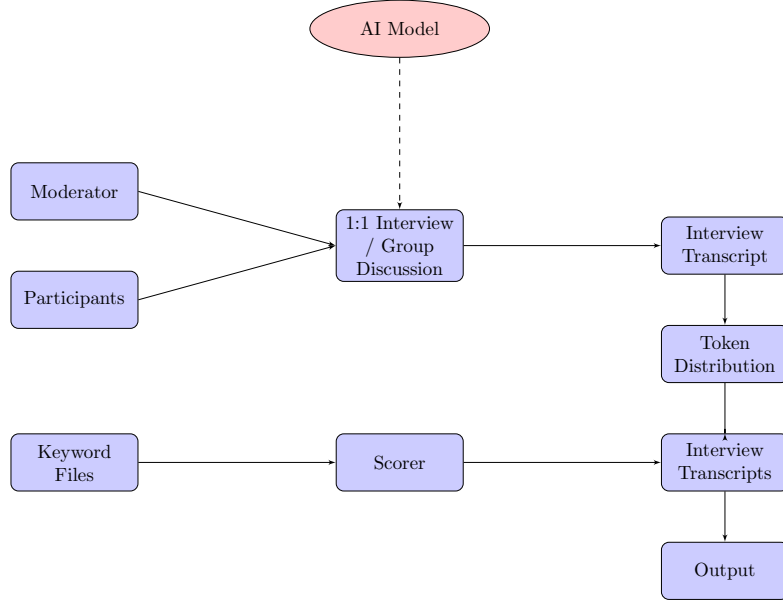 AI Model
Moderator
1:1 Interview
/ Group
Discussion
Interview
Transcript
Participants
Token
Distribution
Keyword
Files
Scorer
Interview
Transcripts
Output